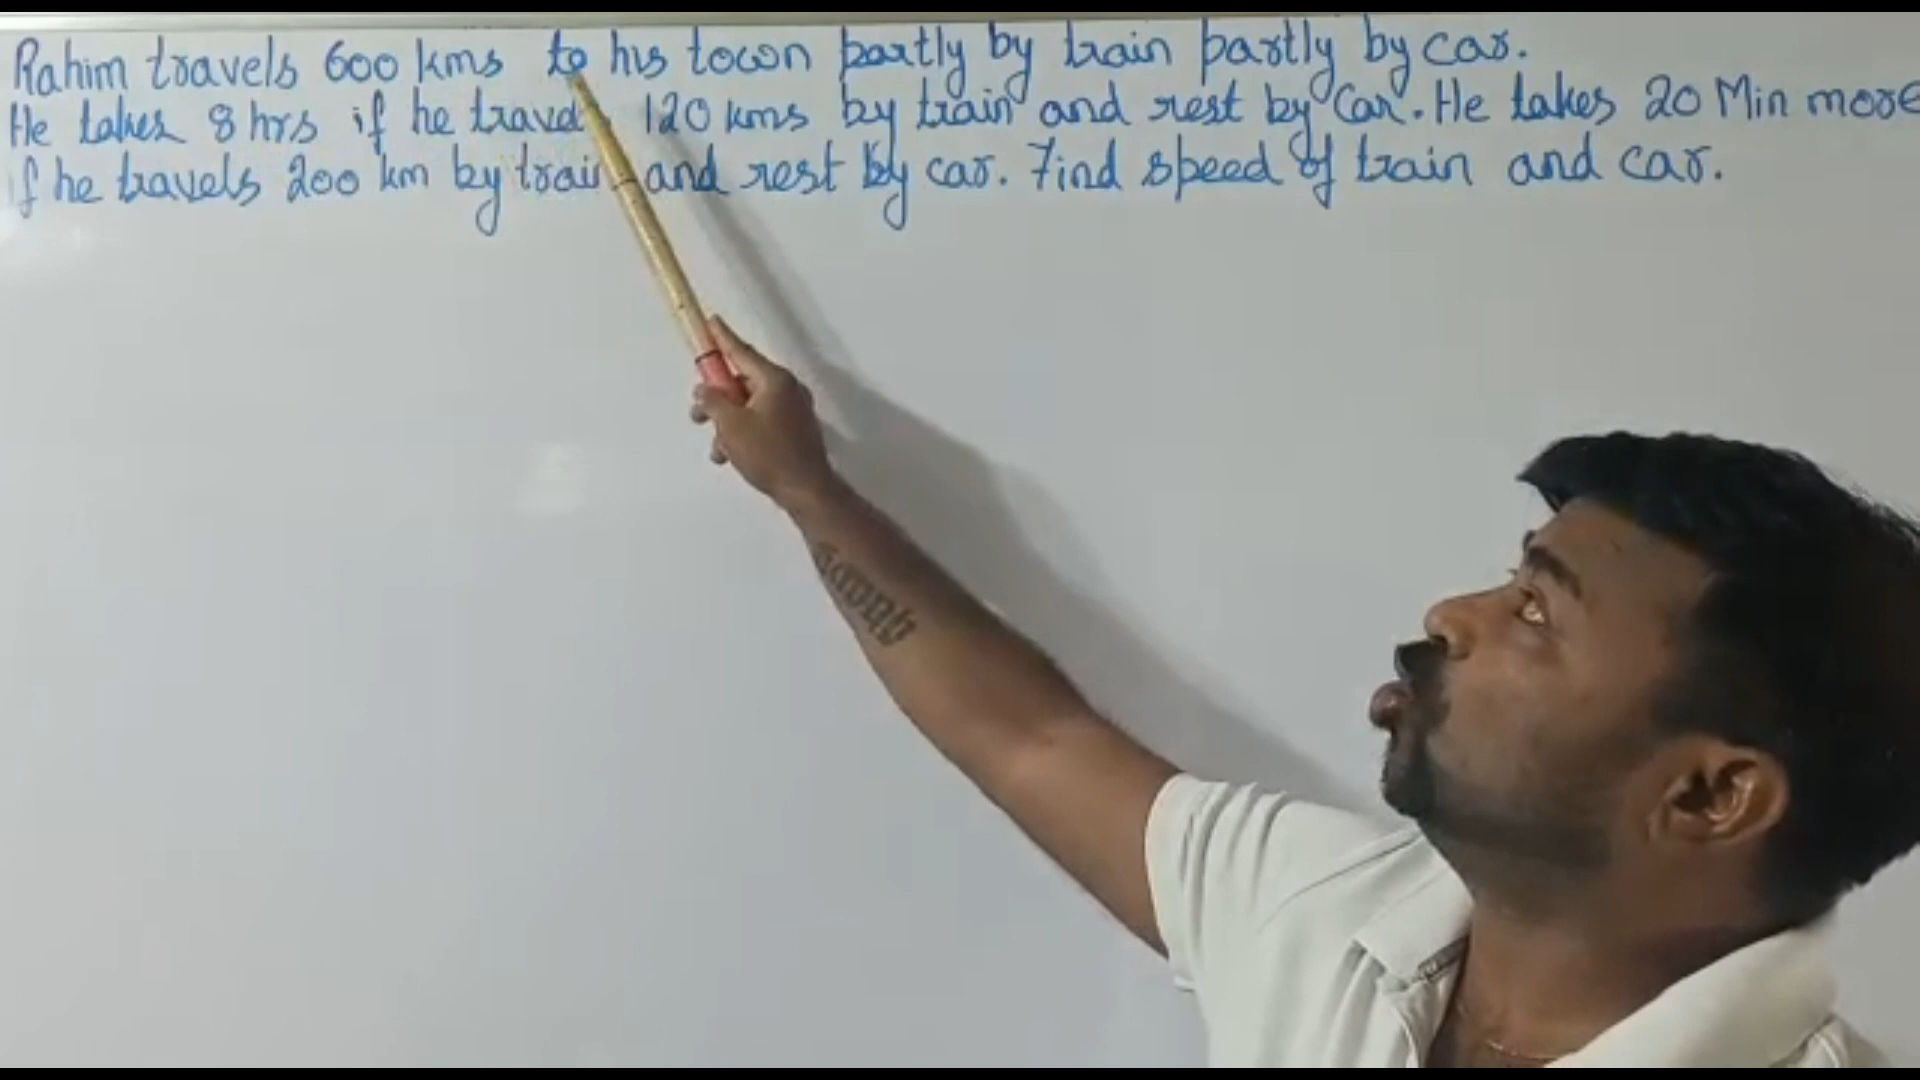 Rahim travels 600 kms to his town partly by train partly by car.
He takes 8 hrs if he travels 120 kms by train and rest by Car. He takes 20 Min more
if he travels 200 km by train and rest by car. Find speed of train and car.